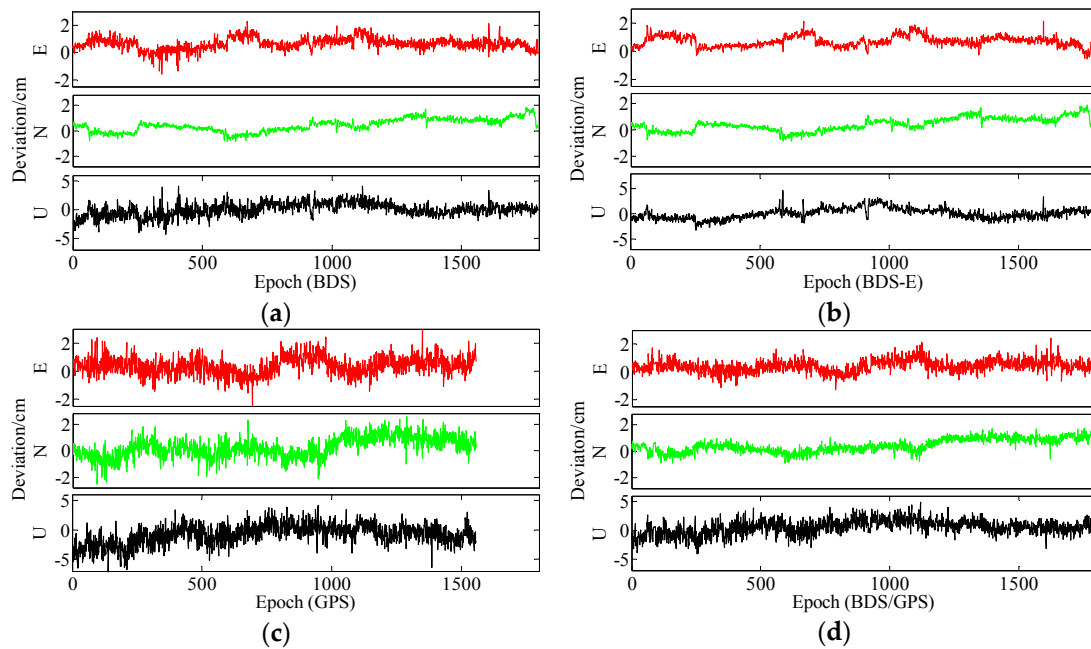 2
0
-2
E
2
0
-2
N
5
0
-5
U
Deviation/cm
0 500 1000 1500
Epoch (BDS)
(a)
2
0
-2
E
2
0
-2
N
5
0
-5
U
Deviation/cm
0 500 1000 1500
Epoch (BDS-E)
(b)
2
0
-2
E
2
0
-2
N
5
0
-5
U
Deviation/cm
0 500 1000 1500
Epoch (GPS)
(c)
2
0
-2
E
2
0
-2
N
5
0
-5
U
Deviaton/cm
0 500 1000 1500
Epoch (BDS/GPS)
(d)